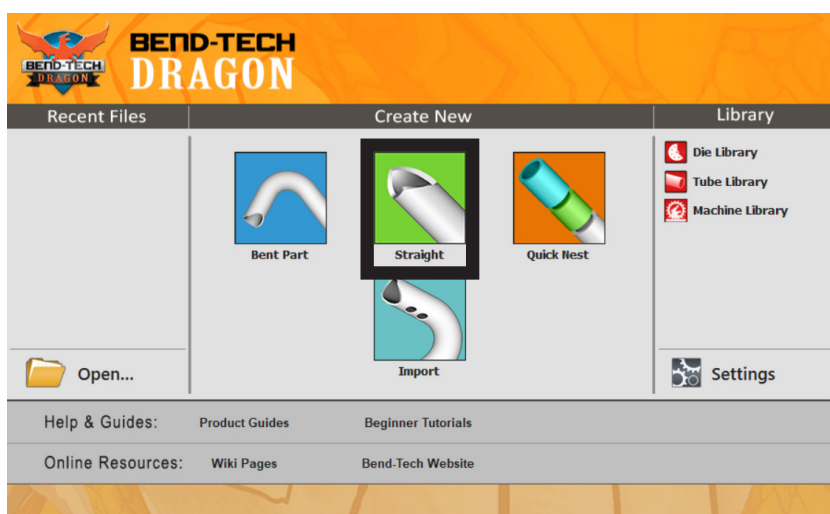 BEND-TECH
DRAGON
BEND-TECH
DRAGON
Recent Files
Create New
Library
Bent Part
Straight
Quick Nest
Import
Die Library
Tube Library
Machine Library
Open...
Settings
Help & Guides:
Product Guides
Beginner Tutorials
Online Resources:
Wiki Pages
Bend-Tech Website